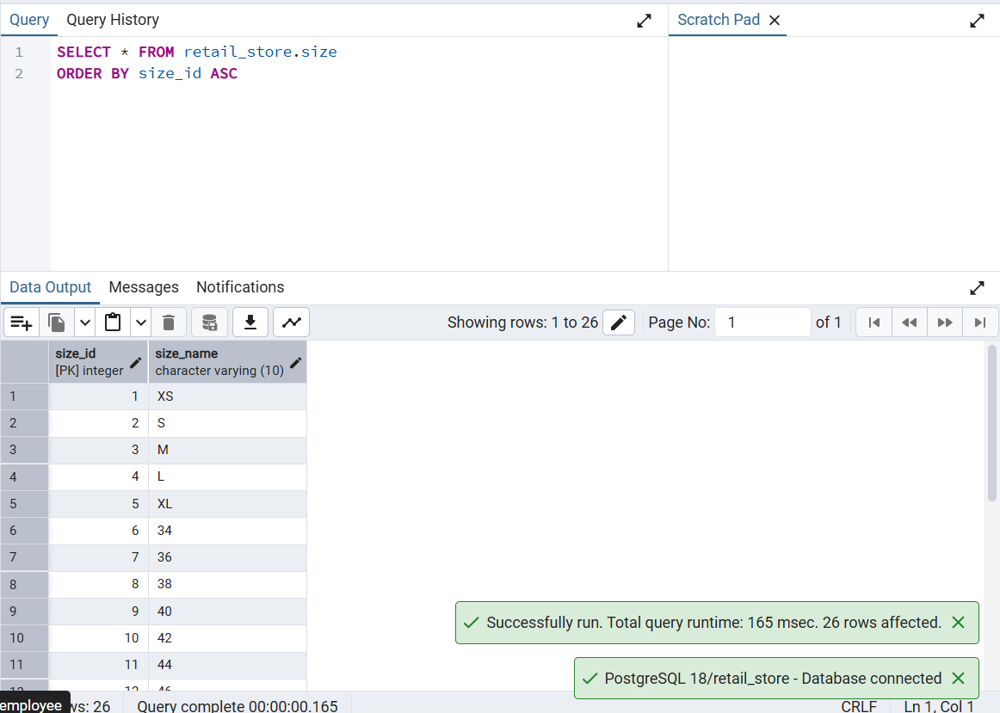 Query Query History Scratch Pad
1 SELECT * FROM retail_store.size
2 ORDER BY size_id ASC
Data Output Messages Notifications
Showing rows: 1 to 26 Page No: 1 of 1
size_id size_name
[PK] integer character varying (10)
1 1 XS
2 2 S
3 3 M
4 4 L
5 5 XL
6 6 34
7 7 36
8 8 38
9 9 40
10 10 42
11 11 44
12 12 46
Successfully run. Total query runtime: 165 msec. 26 rows affected.
PostgreSQL 18/retail_store - Database connected
employee ws: 26 Query complete 00:00:00.165 CRLF Ln 1, Col 1